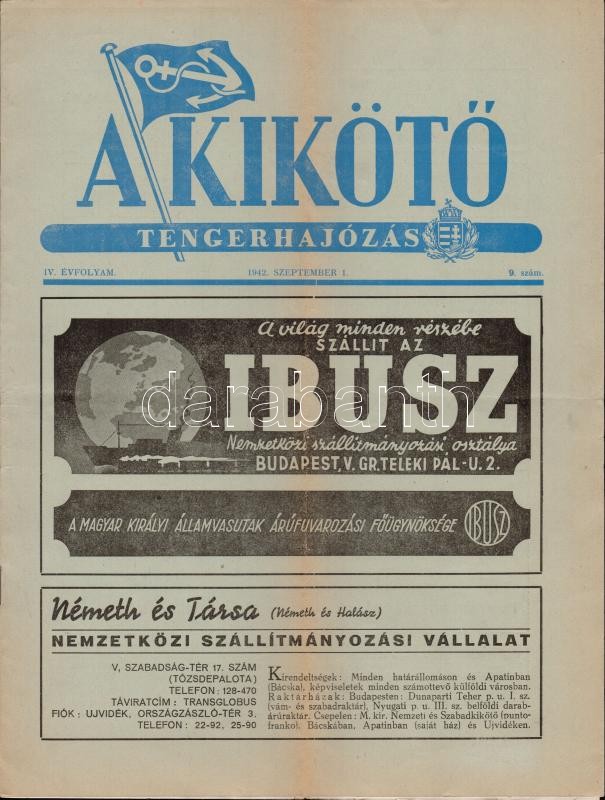 A KIKÖTŐ
TENGERHAJÓZÁS
IV. ÉVFOLYAM. 1942. SZEPTEMBER 1. 9. szám.
A világ minden részébe
SZÁLLIT AZ
IBUSZ
darabanth
Nemzetközi szállítmányozási osztálya
BUDAPEST, V. GR. TELEKI PÁL-U. 2.
A MAGYAR KIRÁLYI ÁLLAMVASUTAK ÁRÚFUVAROZÁSI FŐÜGYNÖKSÉGE IBUSZ
Németh és Társa (Németh és Halász)
NEMZETKÖZI SZÁLLÍTMÁNYOZÁSI VÁLLALAT
V, SZABADSÁG-TÉR 17. SZÁM
(TŐZSDEPALOTA)
TELEFON: 128-470
TÁVIRATCÍM: TRANSGLOBUS
FIÓK: UJVIDÉK, ORSZÁGZÁSZLÓ-TÉR 3.
TELEFON: 22-92, 25-90
Kirendeltségek: Minden határállomáson és Apatinban
(Bácska), képviseletek minden számottevő külföldi városban.
Raktárházak: Budapesten: Dunaparti Teher p. u. I. sz.
(vám- és szabadraktár), Nyugati p. u. III. sz. belföldi darab-
árúraktár. Csepelen: M. kir. Nemzeti és Szabadkikötő (punto-
franko). Bácskában, Apatinban (saját ház) és Ujvidéken.